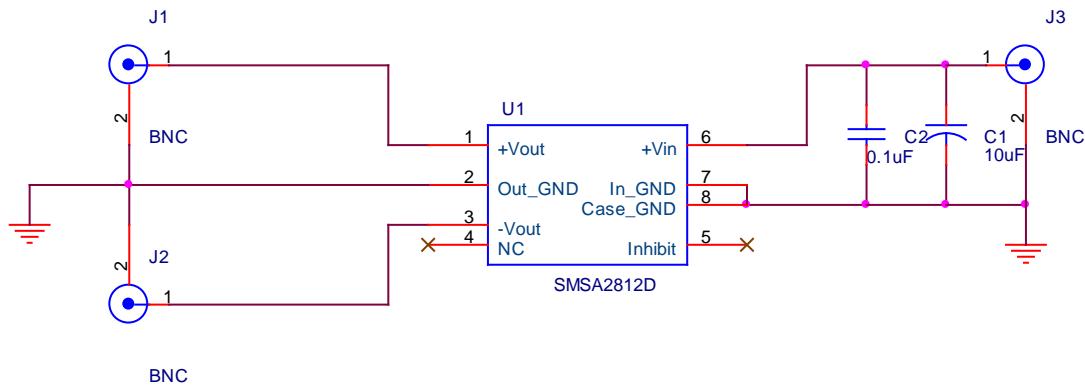 J1
J3
1
1
2
2
BNC
BNC
U1
1
+Vout
+Vin
6
2
Out_GND
In_GND
7
Case_GND
8
3
-Vout
4
NC
Inhibit
5
SMSA2812D
C2
0.1uF
C1
10uF
J2
2
1
BNC